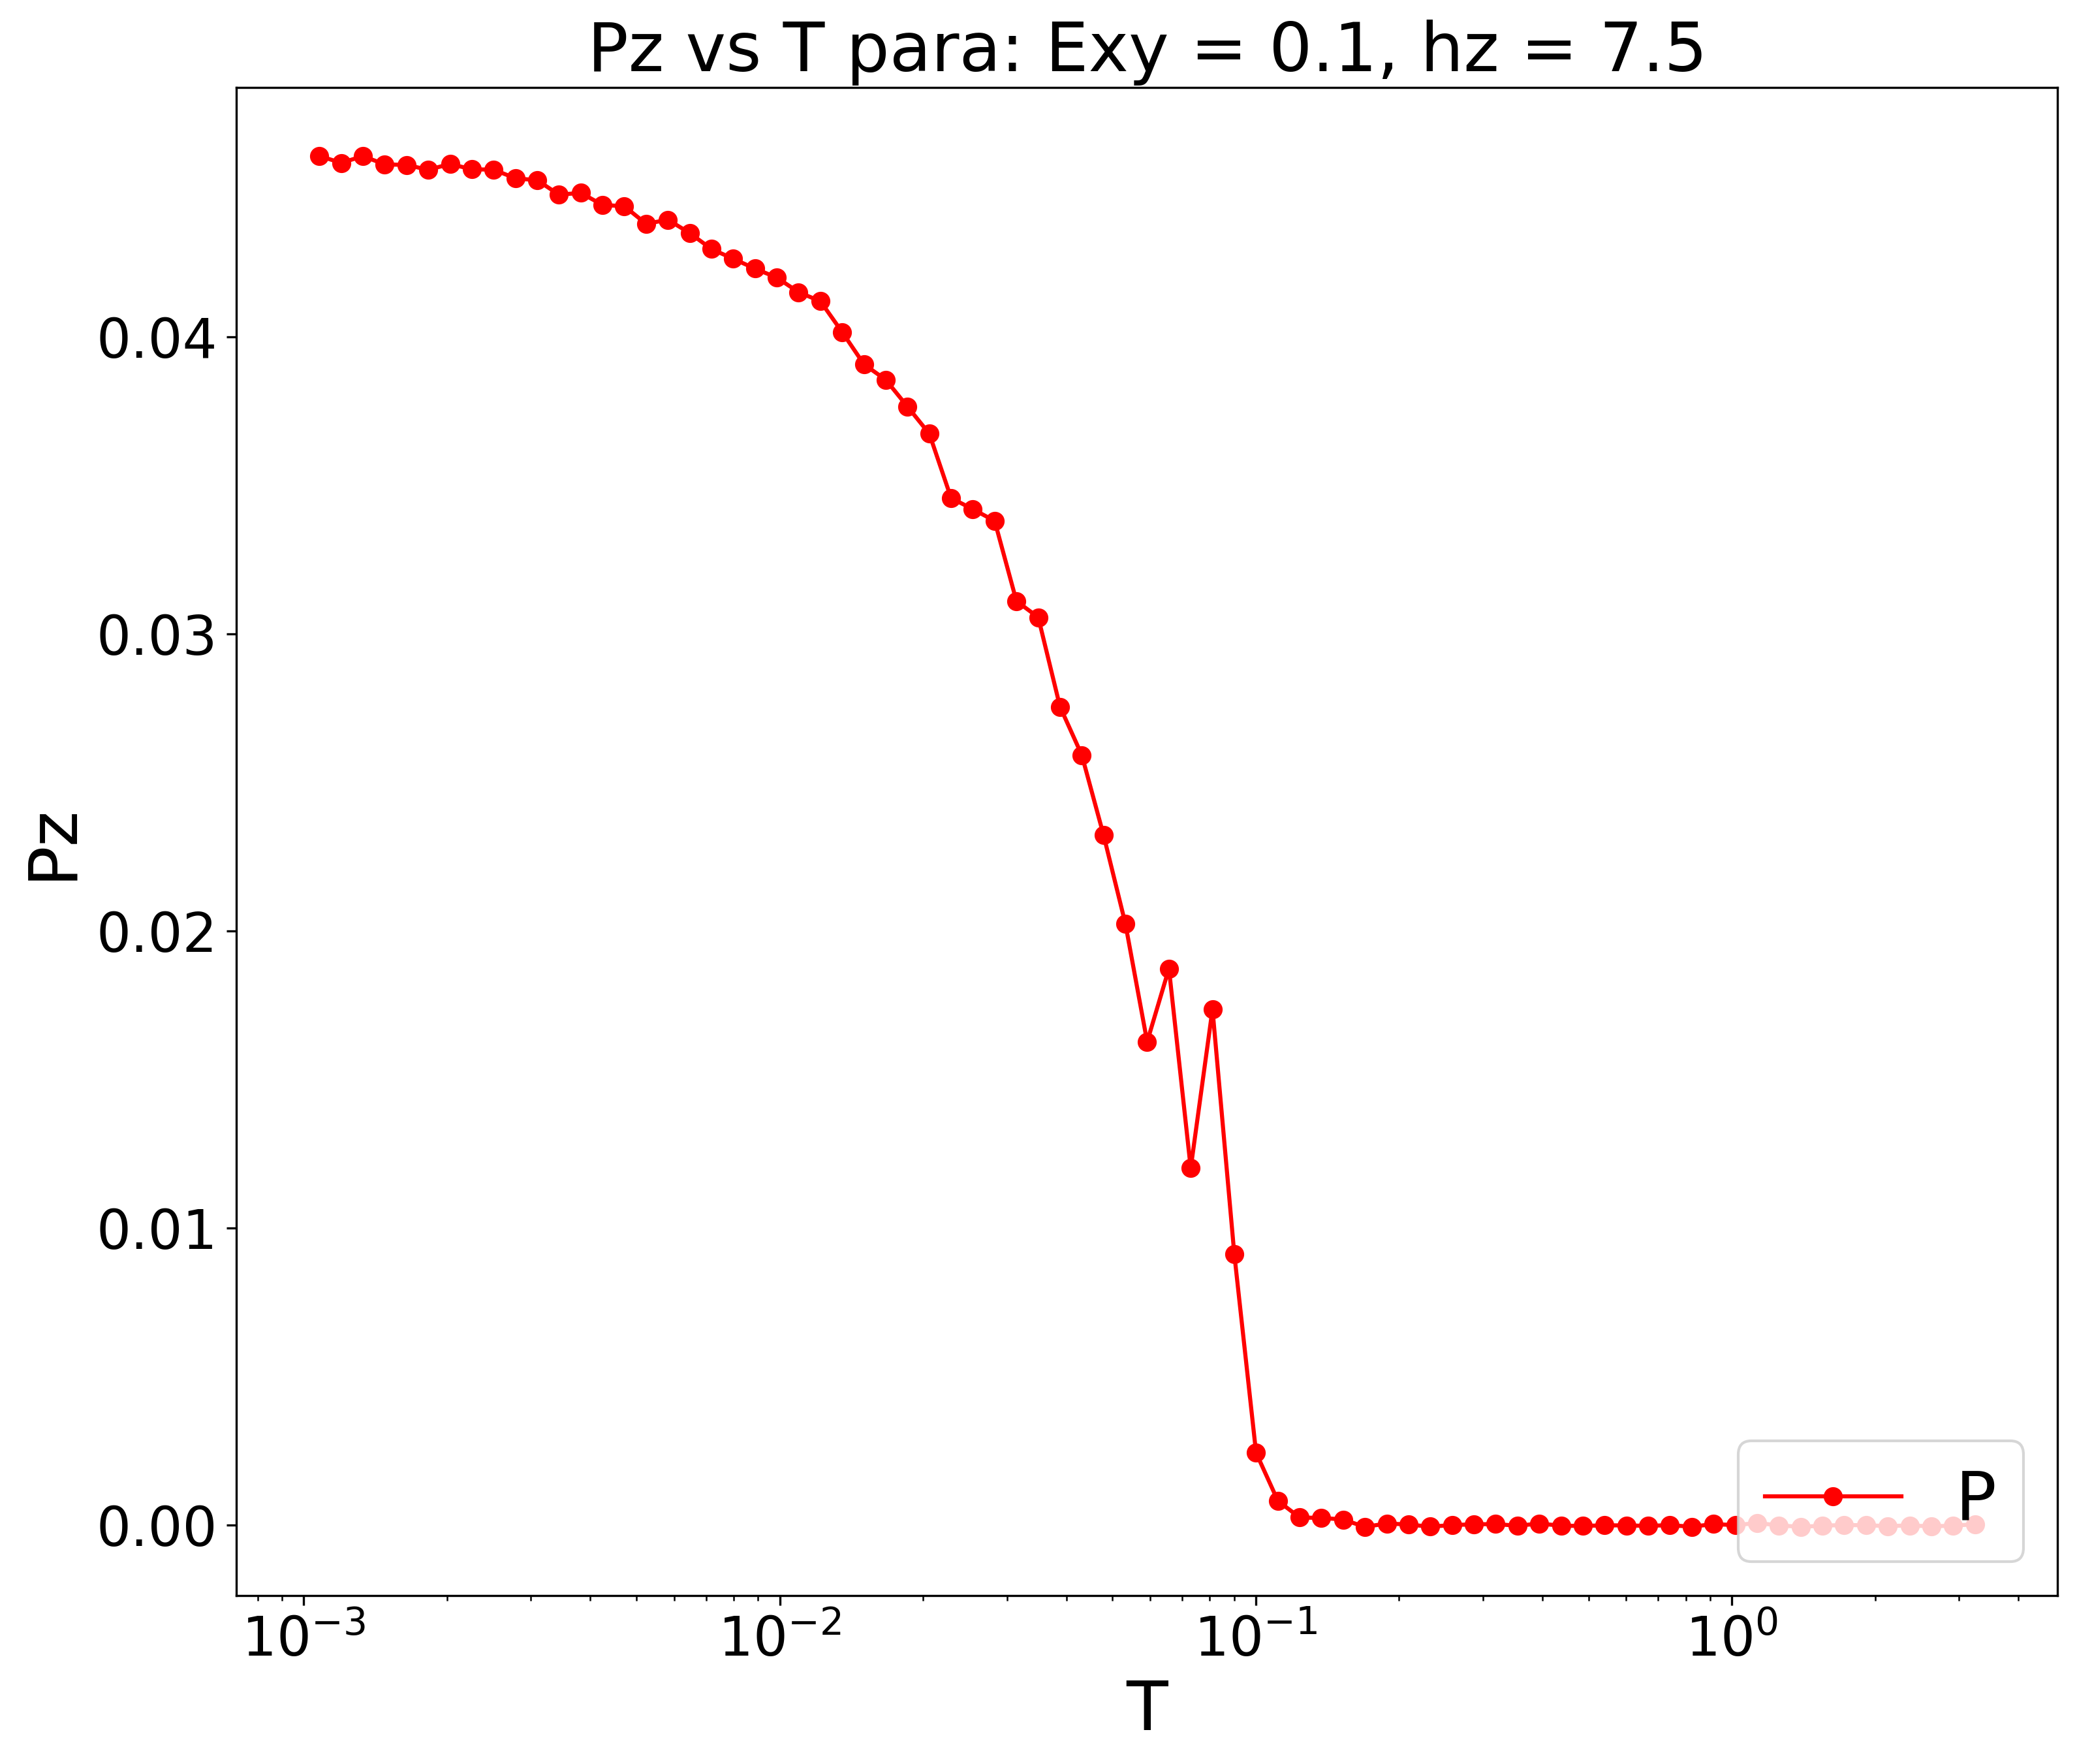 Pz vs T para: Exy = 0.1, hz = 7.5
Pz
0.04
0.03
0.02
0.01
0.00
P
10⁻³ 10⁻² 10⁻¹ 10⁰
T